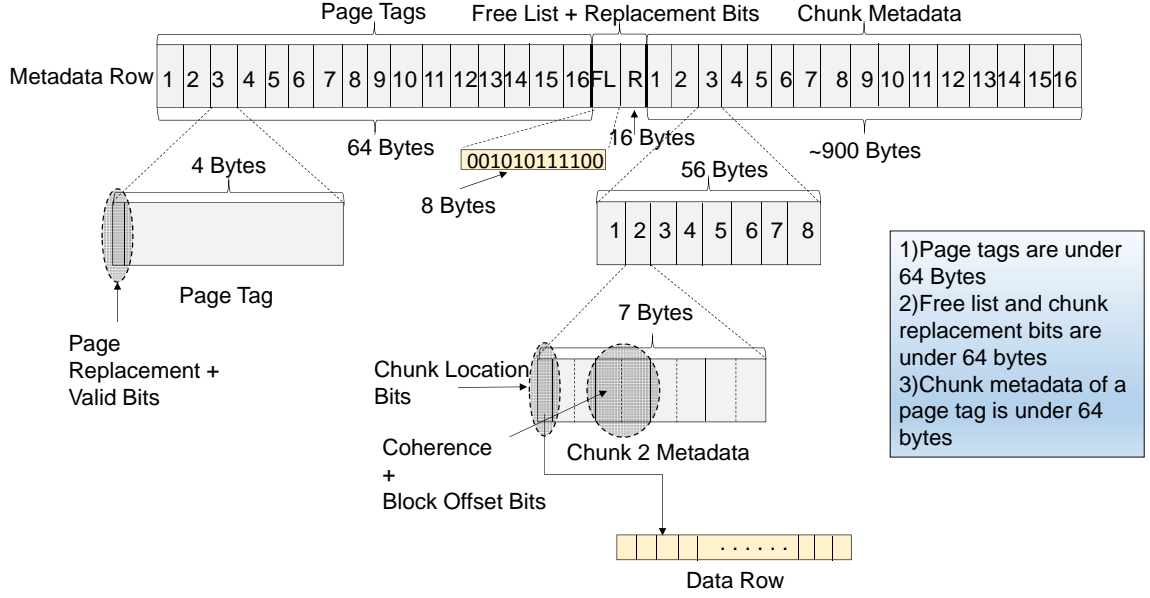 Page Tags
Free List + Replacement Bits
Chunk Metadata
Metadata Row
1 2 3 4 5 6 7 8 9 10 11 12 13 14 15 16 FL R 1 2 3 4 5 6 7 8 9 10 11 12 13 14 15 16
64 Bytes
16 Bytes
~900 Bytes
001010111100
8 Bytes
4 Bytes
56 Bytes
1 2 3 4 5 6 7 8
Page Tag
Page
Replacement +
Valid Bits
7 Bytes
Chunk Location
Bits
Coherence
+
Block Offset Bits
Chunk 2 Metadata
......
Data Row
1)Page tags are under
64 Bytes
2)Free list and chunk
replacement bits are
under 64 bytes
3)Chunk metadata of a
page tag is under 64
bytes